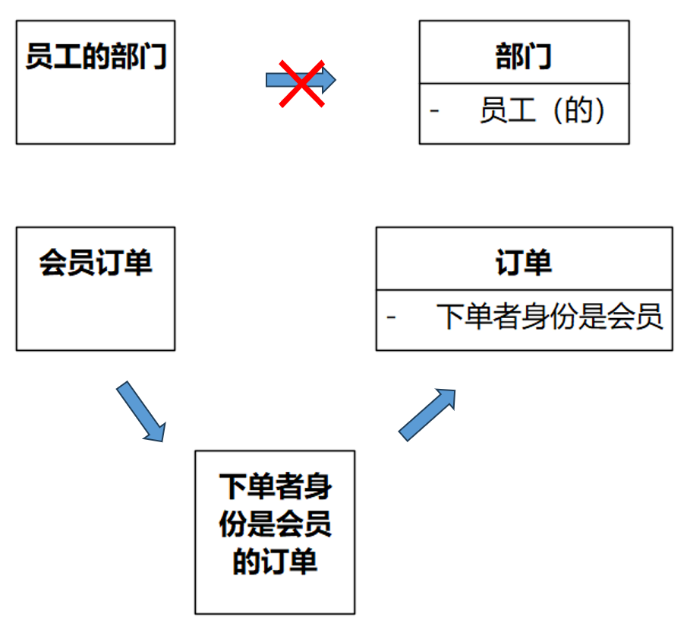 员工的部门
部门
- 员工（的）
会员订单
订单
- 下单者身份是会员
下单者身
份是会员
的订单